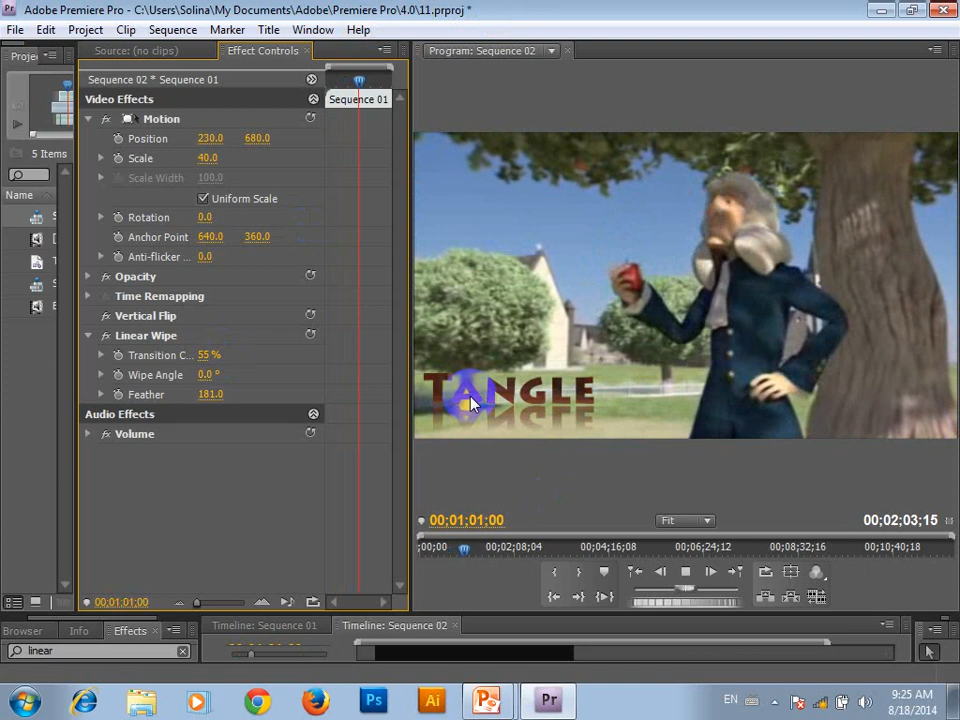 Adobe Premiere Pro - C:\Users\Solina\My Documents\Adobe\Premiere Pro\4.0\11.prproj *
File Edit Project Clip Sequence Marker Title Window Help
Projec
Source: (no clips)
Effect Controls
Program: Sequence 02
Sequence 02 * Sequence 01
Video Effects
Sequence 01
Motion
Position 230.0 680.0
5 Items
Scale 40.0
Scale Width 100.0
Name
Uniform Scale
Rotation 0.0
Anchor Point 640.0 360.0
Anti-flicker ... 0.0
Opacity
Time Remapping
Vertical Flip
Linear Wipe
Transition C... 55 %
Wipe Angle 0.0 °
Feather 181.0
Audio Effects
Volume
TANGLE
TANGLE
00;01;01;00
Fit
00;02;03;15
;00;00 00;02;08;04 00;04;16;08 00;06;24;12 00;08;32;16 00;10;40;18
00;01;01;00
Browser Info Effects
Timeline: Sequence 01
Timeline: Sequence 02
linear
Ps
Ai
Pr
EN
9:25 AM
8/18/2014